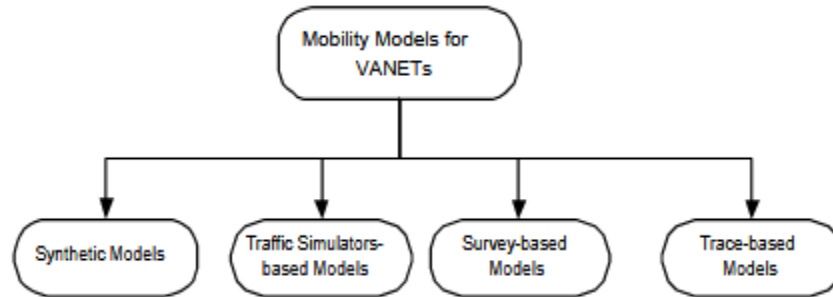 Mobility Models for
VANETs
Synthetic Models
Traffic Simulators-
based Models
Survey-based
Models
Trace-based
Models